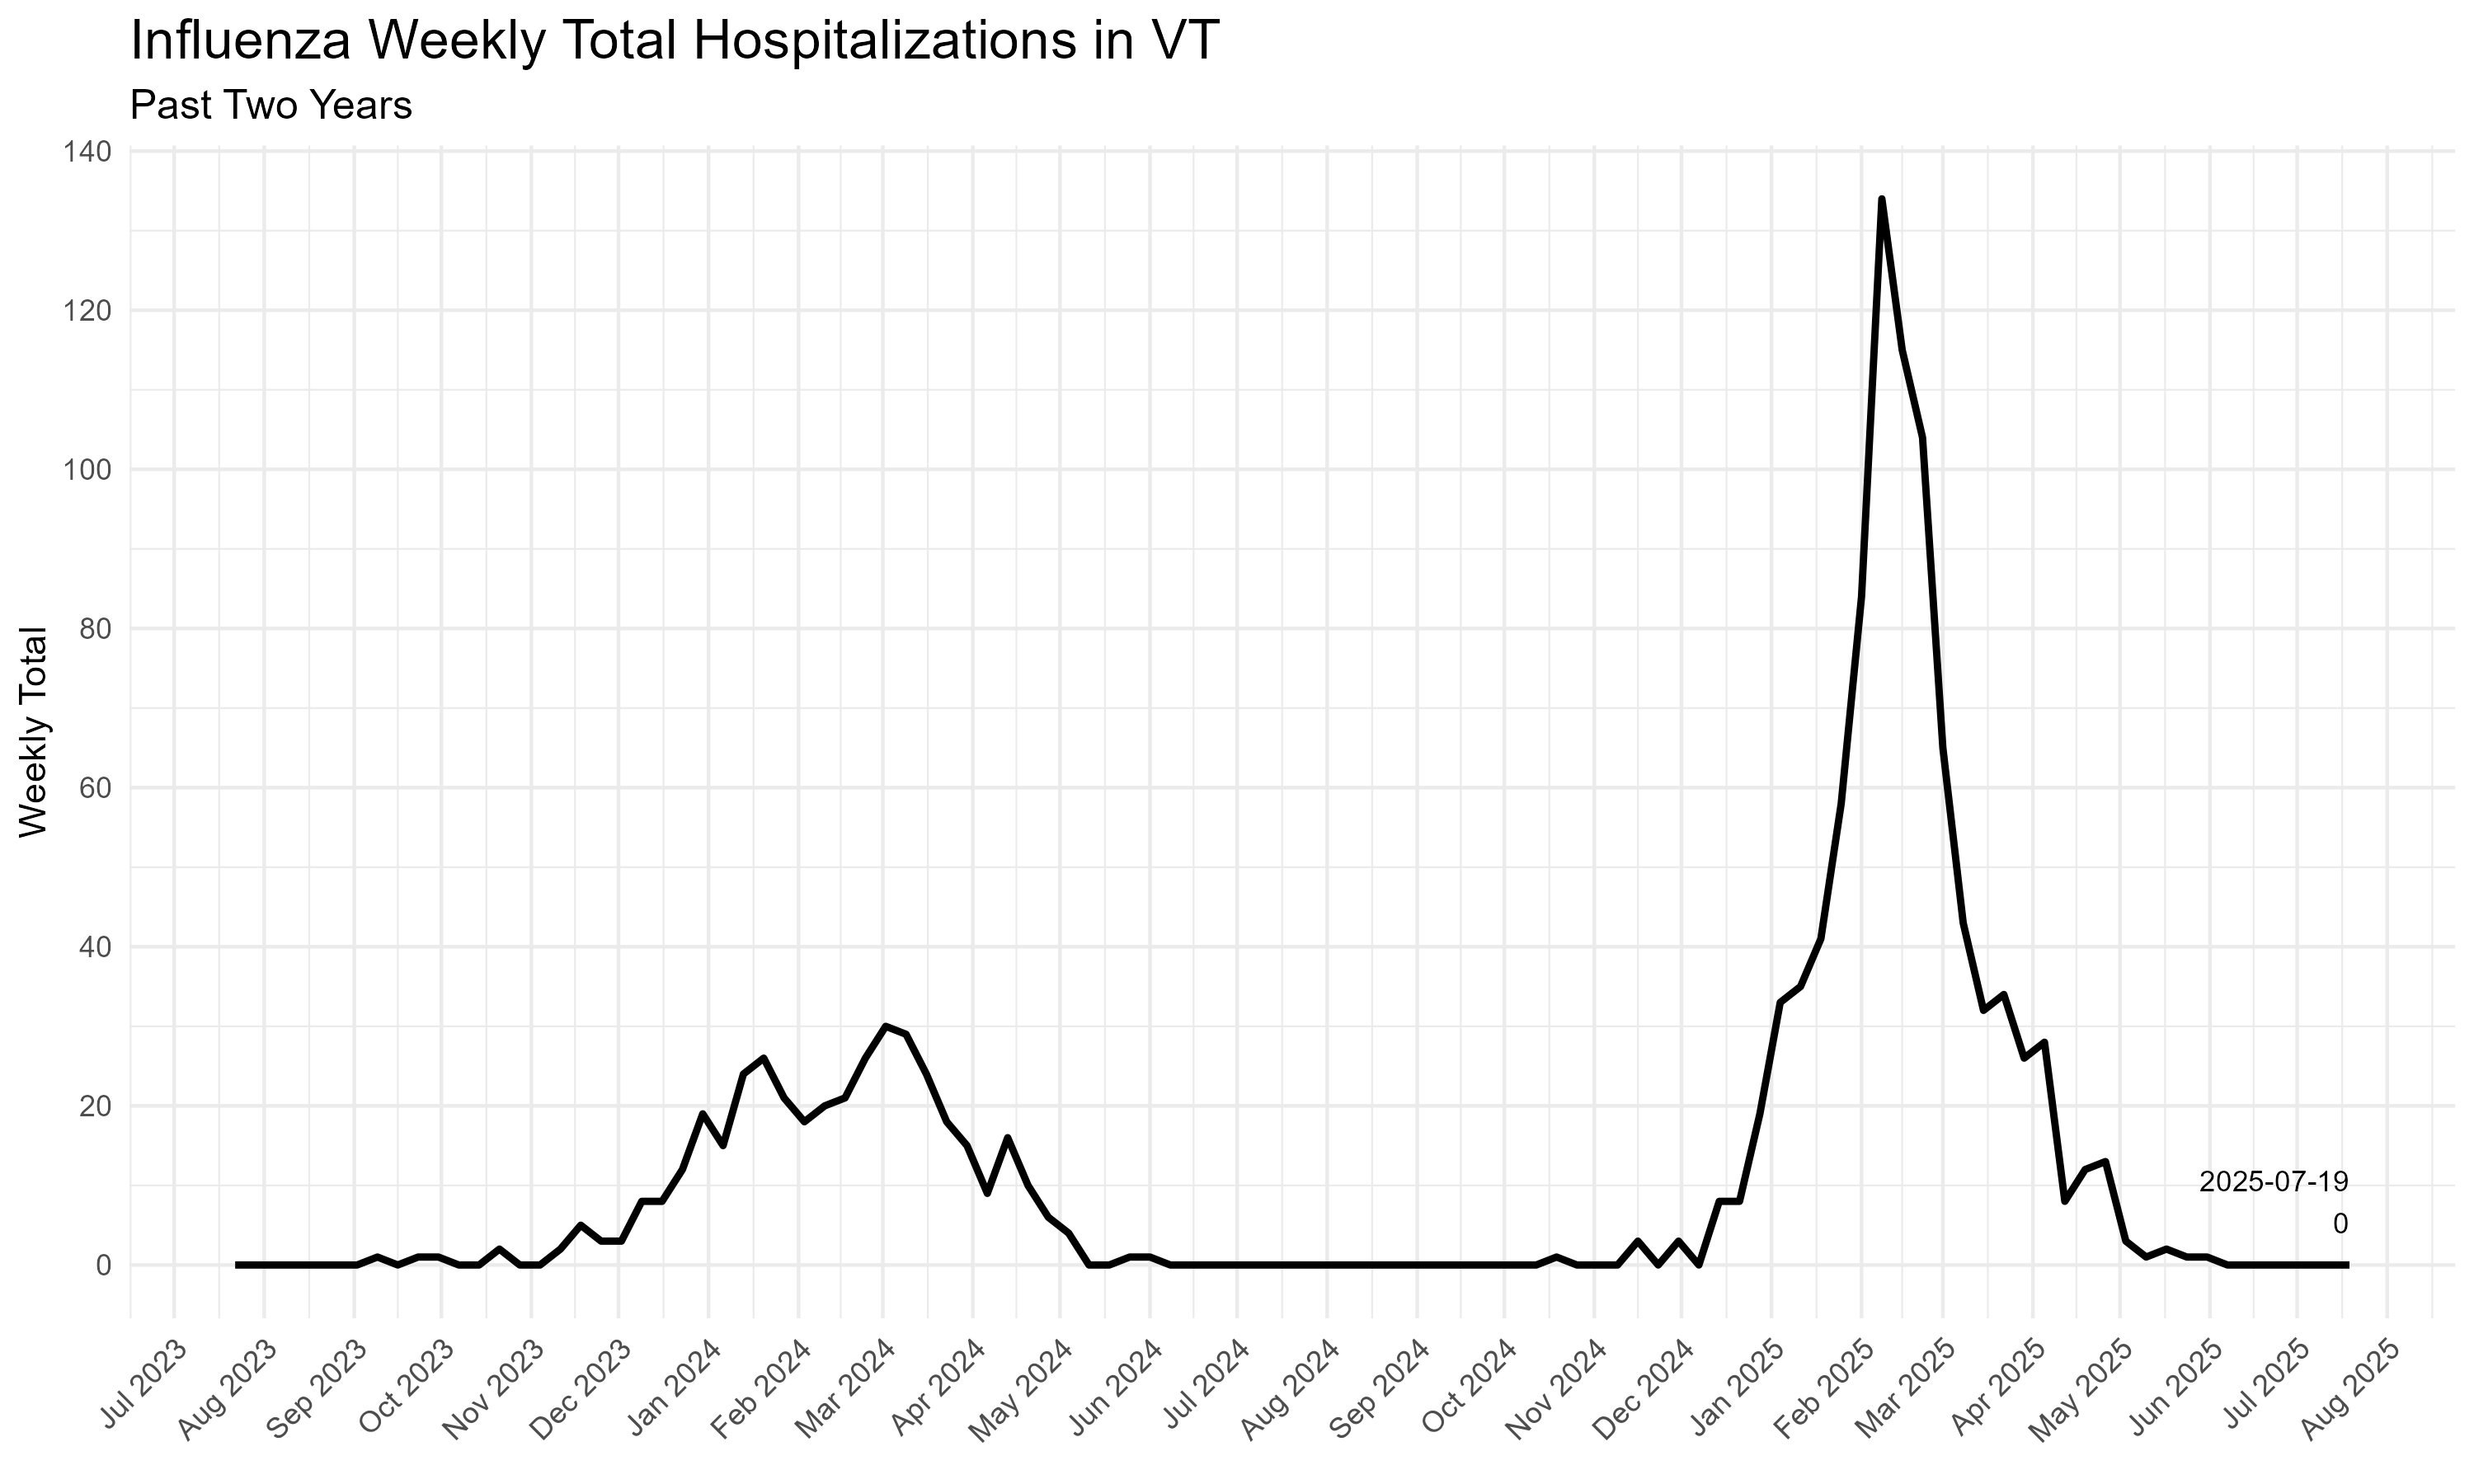 Influenza Weekly Total Hospitalizations in VT
Past Two Years
Weekly Total
140
120
100
80
60
40
20
0
2025-07-19
0
Jul 2023
Aug 2023
Sep 2023
Oct 2023
Nov 2023
Dec 2023
Jan 2024
Feb 2024
Mar 2024
Apr 2024
May 2024
Jun 2024
Jul 2024
Aug 2024
Sep 2024
Oct 2024
Nov 2024
Dec 2024
Jan 2025
Feb 2025
Mar 2025
Apr 2025
May 2025
Jun 2025
Jul 2025
Aug 2025